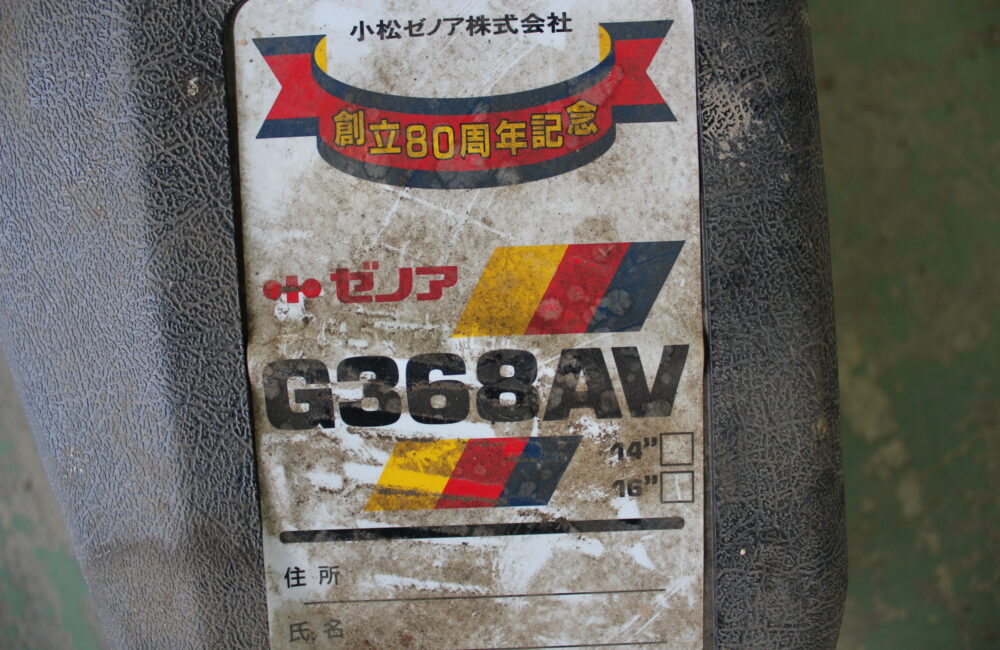 小松ゼノア株式会社
創立80周年記念
ゼノア
G368AV
14"
16"
住所
氏名